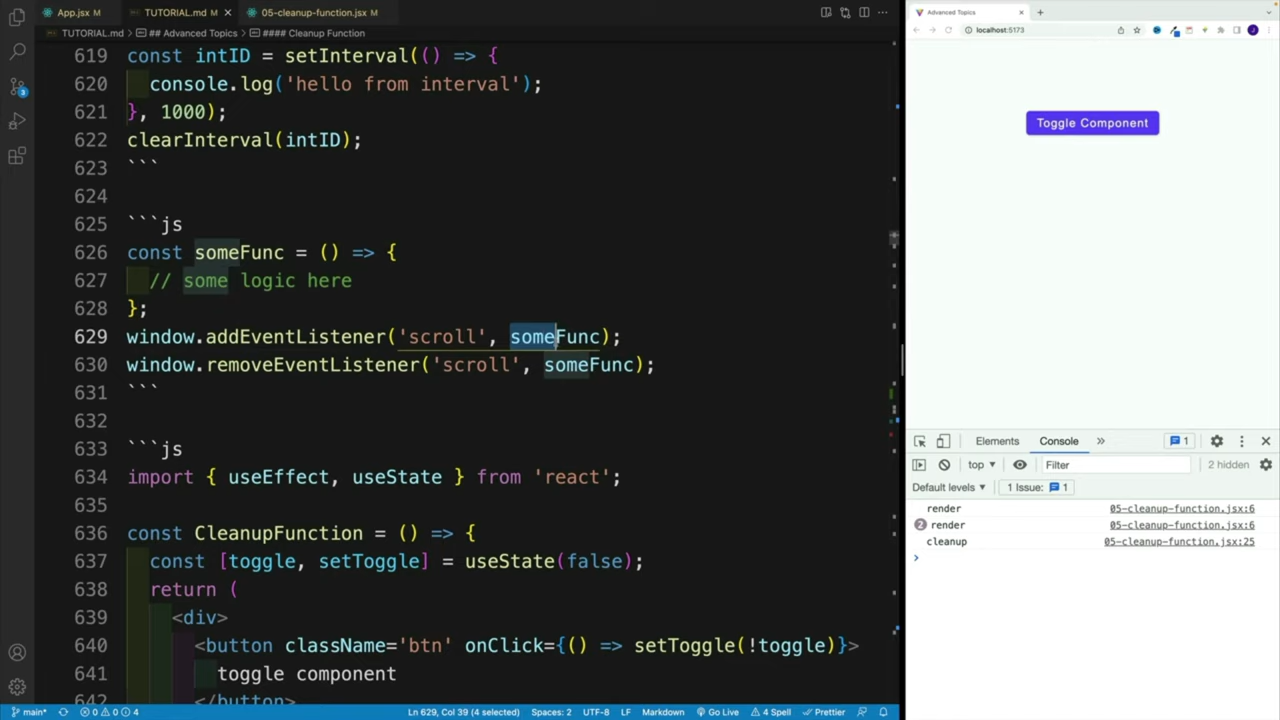 App.jsx M
TUTORIAL.md M
05-cleanup-function.jsx M
TUTORIAL.md > ## Advanced Topics > #### Cleanup Function
619 const intID = setInterval(() => {
620 console.log('hello from interval');
621 }, 1000);
622 clearInterval(intID);
623 ```
624
625 ```js
626 const someFunc = () => {
627 // some logic here
628 };
629 window.addEventListener('scroll', someFunc);
630 window.removeEventListener('scroll', someFunc);
631 ```
632
633 ```js
634 import { useEffect, useState } from 'react';
635
636 const CleanupFunction = () => {
637 const [toggle, setToggle] = useState(false);
638 return (
639 <div>
640 <button className='btn' onClick={() => setToggle(!toggle)}>
641 toggle component
642 </button>
3
main* 0 0 4 Ln 629, Col 39 (4 selected) Spaces: 2 UTF-8 LF Markdown Go Live 4 Spell Prettier
Advanced Topics
localhost:5173
J
Toggle Component
Elements Console » 1
top Filter 2 hidden
Default levels 1 Issue: 1
render 05-cleanup-function.jsx:6
2 render 05-cleanup-function.jsx:6
cleanup 05-cleanup-function.jsx:25